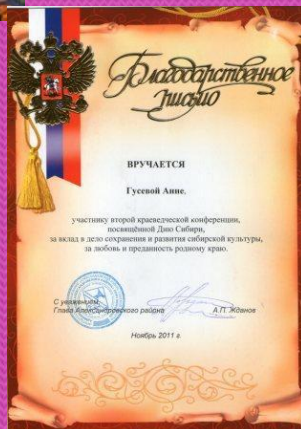 Благодарственное
письмо
ВРУЧАЕТСЯ
Гусевой Анне,
участнику второй краеведческой конференции,
посвящённой Дню Сибири,
за вклад в дело сохранения и развития сибирской культуры,
за любовь и преданность родному краю.
С уважением,
Глава Александровского района А.П. Жданов
Ноябрь 2011 г.